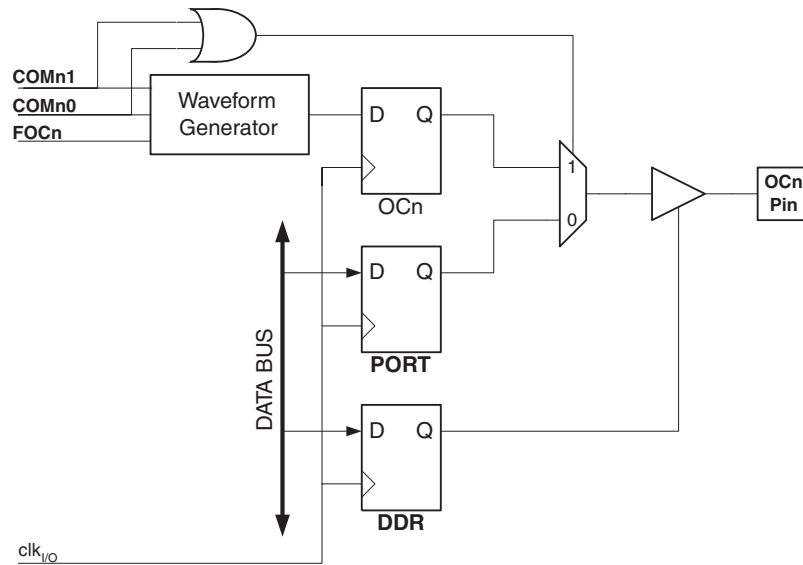 COMn1
COMn0
FOCn
Waveform
Generator
D Q
OCn
1
0
OCn
Pin
D Q
PORT
DATA BUS
D Q
DDR
clkI/O